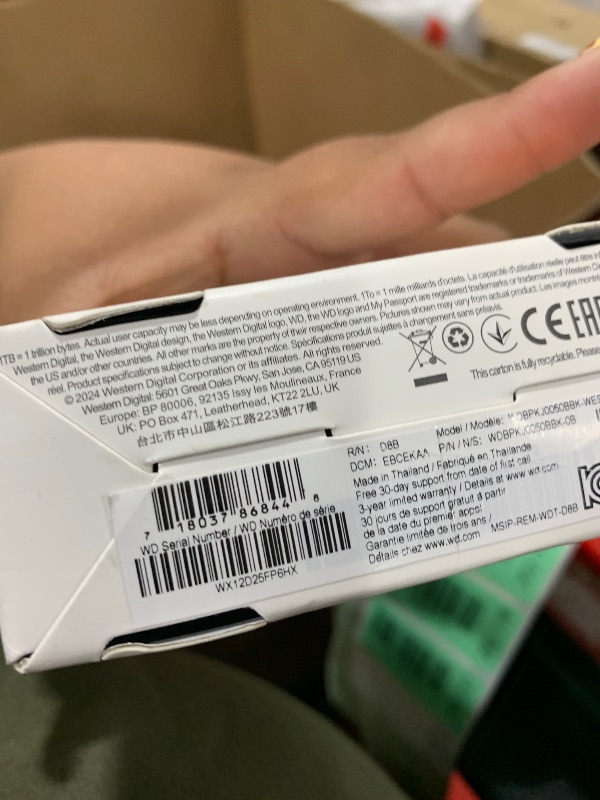 1TB = 1 trillion bytes. Actual user capacity may be less depending on operating environment. 1To = 1 mille milliards d'octets. La capacité d'utilisation réelle peut être
Western Digital, the Western Digital design, the Western Digital logo, WD, the WD logo and My Passport are registered trademarks or trademarks of Western
the US and/or other countries. All other marks are the property of their respective owners. Pictures shown may vary from actual product. Les images
réel. Product specifications subject to change without notice. Spécifications produit sujettes à changement sans préavis.
© 2024 Western Digital Corporation or its affiliates. All rights reserved.
Western Digital: 5601 Great Oaks Pkwy, San Jose, CA 95119 US
Europe: BP 80006, 92135 Issy les Moulineaux, France
UK: PO Box 471, Leatherhead, KT22 2LU, UK
台北市中山區松江路223號17樓
CE EAC
This carton is fully recyclable. Please
7 18037 86844 8
WD Serial Number / WD Numéro de série
WX12D25FP6HX
R/N: D8B
Model / Modèle: WDBPKJ0050BBK-WES
DCM: EBCEKAA
P/N / N/S: WDBPKJ0050BBK-0B
Made in Thailand / Fabriqué en Thaïlande
Free 30-day support from date of first call
3-year limited warranty / Details at www.wd.com
30 jours de support gratuit à partir
de la date du premier appel
Garantie limitée de trois ans /
Détails chez www.wd.com
MSIP-REM-WDT-D8B